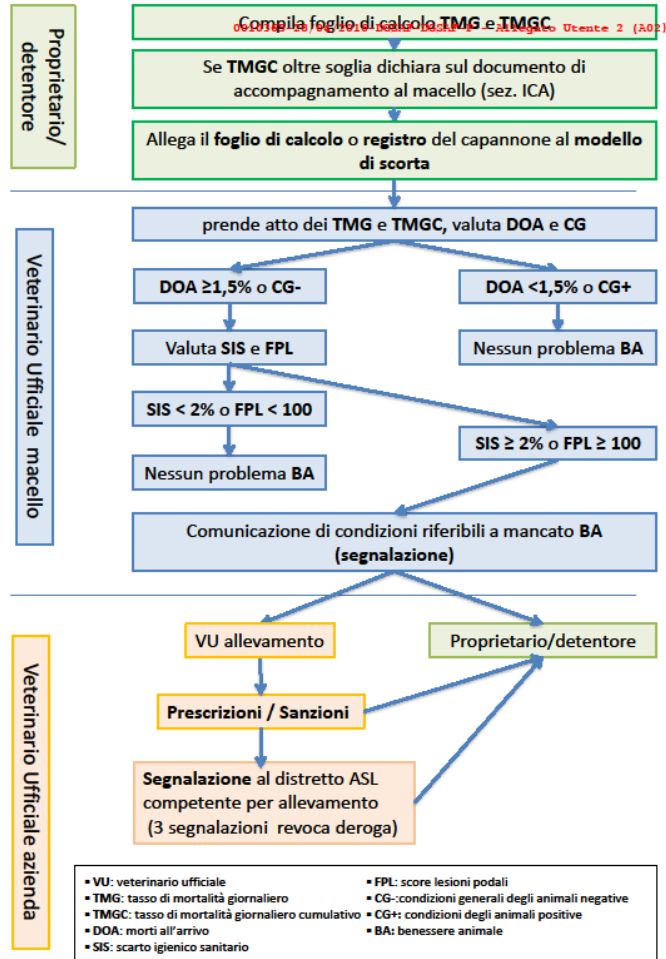 Proprietario/
detentore
Compila foglio di calcolo TMG e TMGC
Allegato Utente 2 (A02)
Se TMGC oltre soglia dichiara sul documento di
accompagnamento al macello (sez. ICA)
Allega il foglio di calcolo o registro del capannone al modello
di scorta
Veterinario Ufficiale macello
prende atto dei TMG e TMGC, valuta DOA e CG
DOA ≥1,5% o CG-
DOA <1,5% o CG+
Valuta SIS e FPL
Nessun problema BA
SIS < 2% o FPL < 100
SIS ≥ 2% o FPL ≥ 100
Nessun problema BA
Comunicazione di condizioni riferibili a mancato BA
(segnalazione)
Veterinario Ufficiale azienda
VU allevamento
Proprietario/detentore
Prescrizioni / Sanzioni
Segnalazione al distretto ASL
competente per allevamento
(3 segnalazioni revoca deroga)
▪ VU: veterinario ufficiale
▪ TMG: tasso di mortalità giornaliero
▪ TMGC: tasso di mortalità giornaliero cumulativo
▪ DOA: morti all'arrivo
▪ SIS: scarto igienico sanitario
▪ FPL: score lesioni podali
▪ CG-:condizioni generali degli animali negative
▪ CG+: condizioni degli animali positive
▪ BA: benessere animale